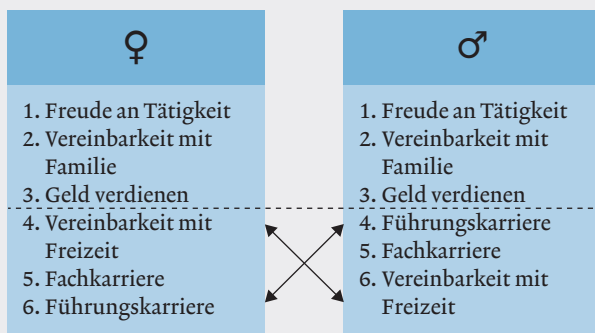 ♀
1. Freude an Tätigkeit
2. Vereinbarkeit mit
Familie
3. Geld verdienen
4. Vereinbarkeit mit
Freizeit
5. Fachkarriere
6. Führungskarriere
♂
1. Freude an Tätigkeit
2. Vereinbarkeit mit
Familie
3. Geld verdienen
4. Führungskarriere
5. Fachkarriere
6. Vereinbarkeit mit
Freizeit